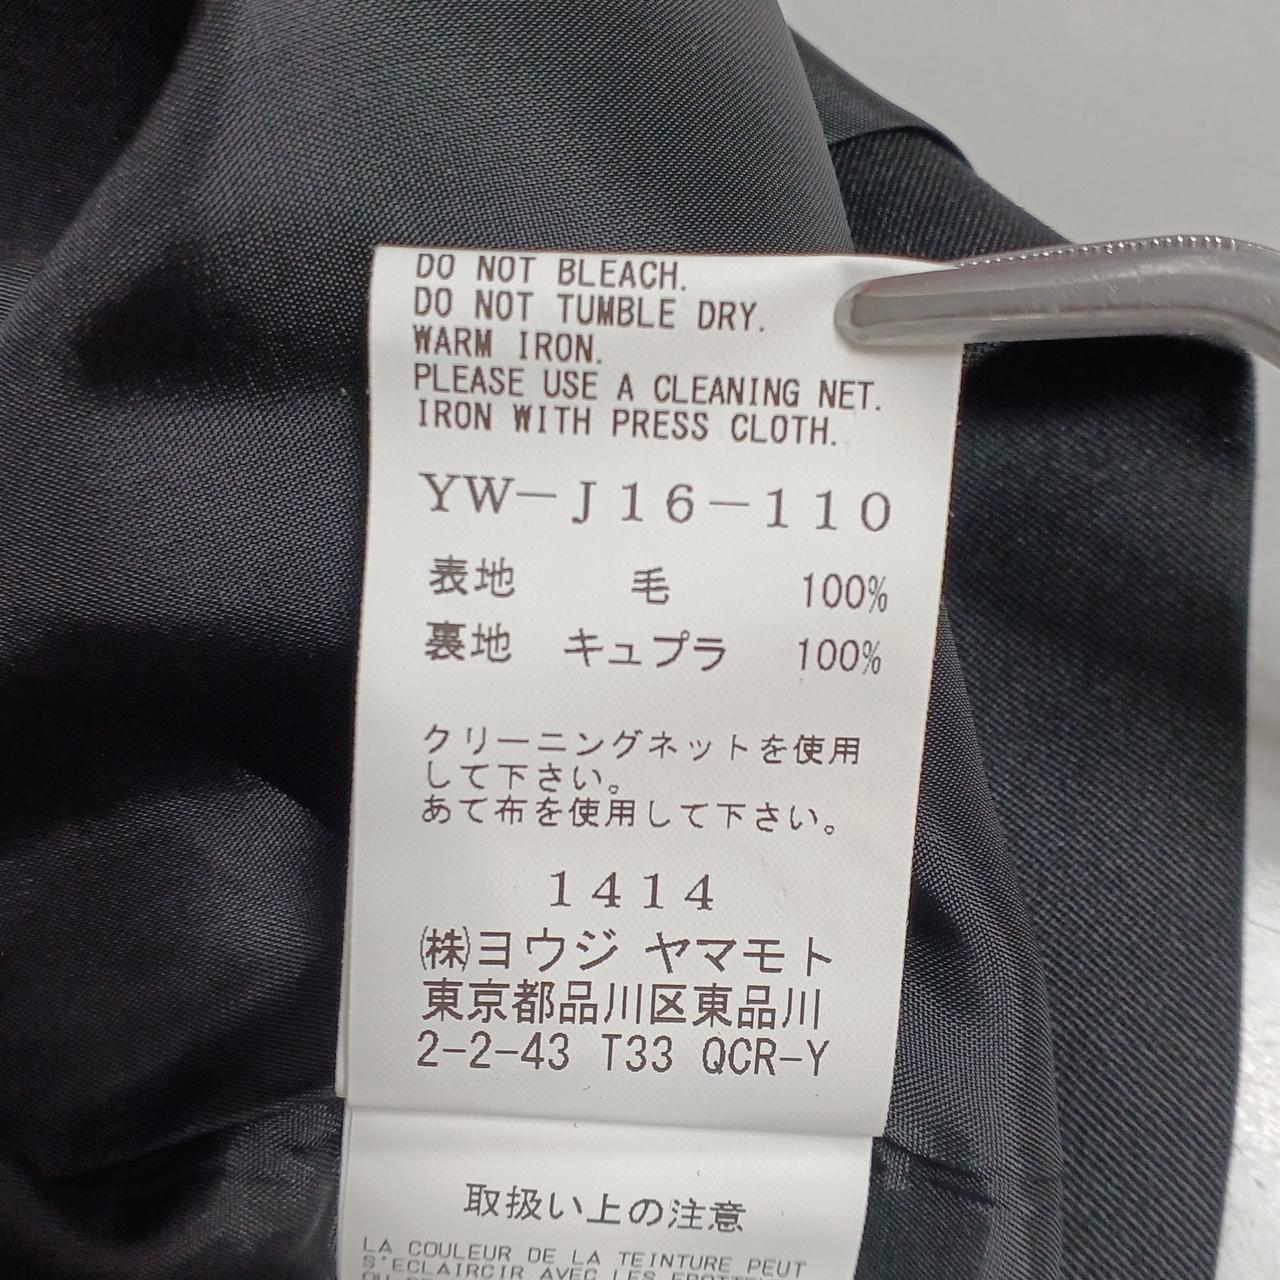 DO NOT BLEACH.
DO NOT TUMBLE DRY.
WARM IRON.
PLEASE USE A CLEANING NET.
IRON WITH PRESS CLOTH.
YW-J16-110
表地 毛 100%
裏地 キュプラ 100%
クリーニングネットを使用
して下さい。
あて布を使用して下さい。
1414
㈱ヨウジ ヤマモト
東京都品川区東品川
2-2-43 T33 QCR-Y
取扱い上の注意
LA COULEUR DE LA TEINTURE PEUT
S'ECLAIRCIR AVEC LES